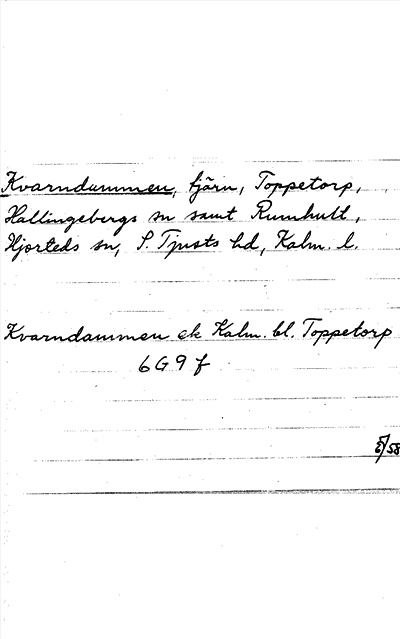 Kvarndammen, tjärn, Toppetorp,
Hallingebergs sn samt Rumhult,
Hjorteds sn, S. Tjusts hd, Kalm. l.
Kvarndammen ek Kalm. bl. Toppetorp
6G9f
/58